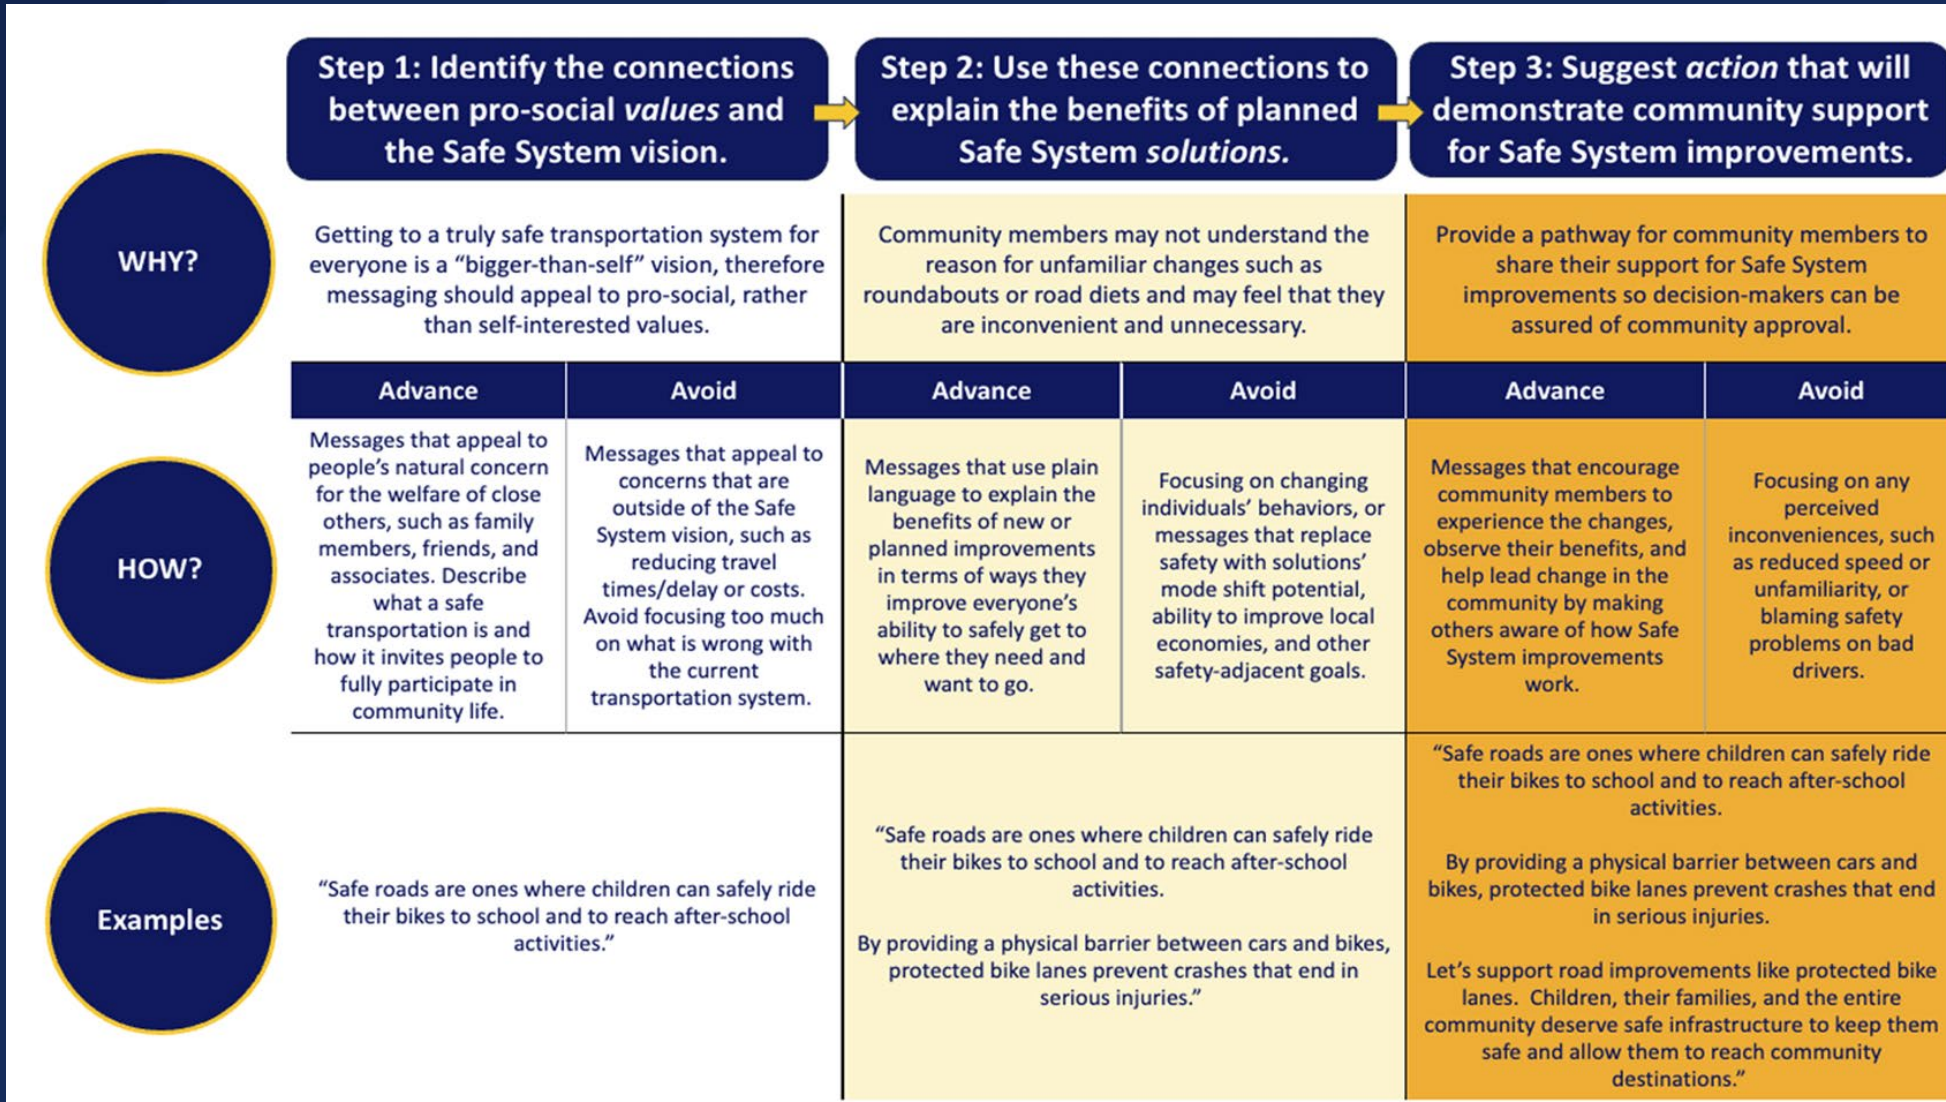 Step 1: Identify the connections
between pro-social values and
the Safe System vision.
Step 2: Use these connections to
explain the benefits of planned
Safe System solutions.
Step 3: Suggest action that will
demonstrate community support
for Safe System improvements.
WHY?
Getting to a truly safe transportation system for
everyone is a “bigger-than-self” vision, therefore
messaging should appeal to pro-social, rather
than self-interested values.
Community members may not understand the
reason for unfamiliar changes such as
roundabouts or road diets and may feel that they
are inconvenient and unnecessary.
Provide a pathway for community members to
share their support for Safe System
improvements so decision-makers can be
assured of community approval.
HOW?
Advance
Messages that appeal to
people’s natural concern
for the welfare of close
others, such as family
members, friends, and
associates. Describe
what a safe
transportation is and
how it invites people to
fully participate in
community life.
Avoid
Messages that appeal to
concerns that are
outside of the Safe
System vision, such as
reducing travel
times/delay or costs.
Avoid focusing too much
on what is wrong with
the current
transportation system.
Advance
Messages that use plain
language to explain the
benefits of new or
planned improvements
in terms of ways they
improve everyone’s
ability to safely get to
where they need and
want to go.
Avoid
Focusing on changing
individuals’ behaviors, or
messages that replace
safety with solutions’
mode shift potential,
ability to improve local
economies, and other
safety-adjacent goals.
Advance
Messages that encourage
community members to
experience the changes,
observe their benefits, and
help lead change in the
community by making
others aware of how Safe
System improvements
work.
Avoid
Focusing on any
perceived
inconveniences, such
as reduced speed or
unfamiliarity, or
blaming safety
problems on bad
drivers.
Examples
“Safe roads are ones where children can safely ride
their bikes to school and to reach after-school
activities.”
“Safe roads are ones where children can safely ride
their bikes to school and to reach after-school
activities.
By providing a physical barrier between cars and bikes,
protected bike lanes prevent crashes that end in
serious injuries.”
“Safe roads are ones where children can safely ride
their bikes to school and to reach after-school
activities.
By providing a physical barrier between cars and
bikes, protected bike lanes prevent crashes that end
in serious injuries.
Let’s support road improvements like protected bike
lanes.  Children, their families, and the entire
community deserve safe infrastructure to keep them
safe and allow them to reach community
destinations.”